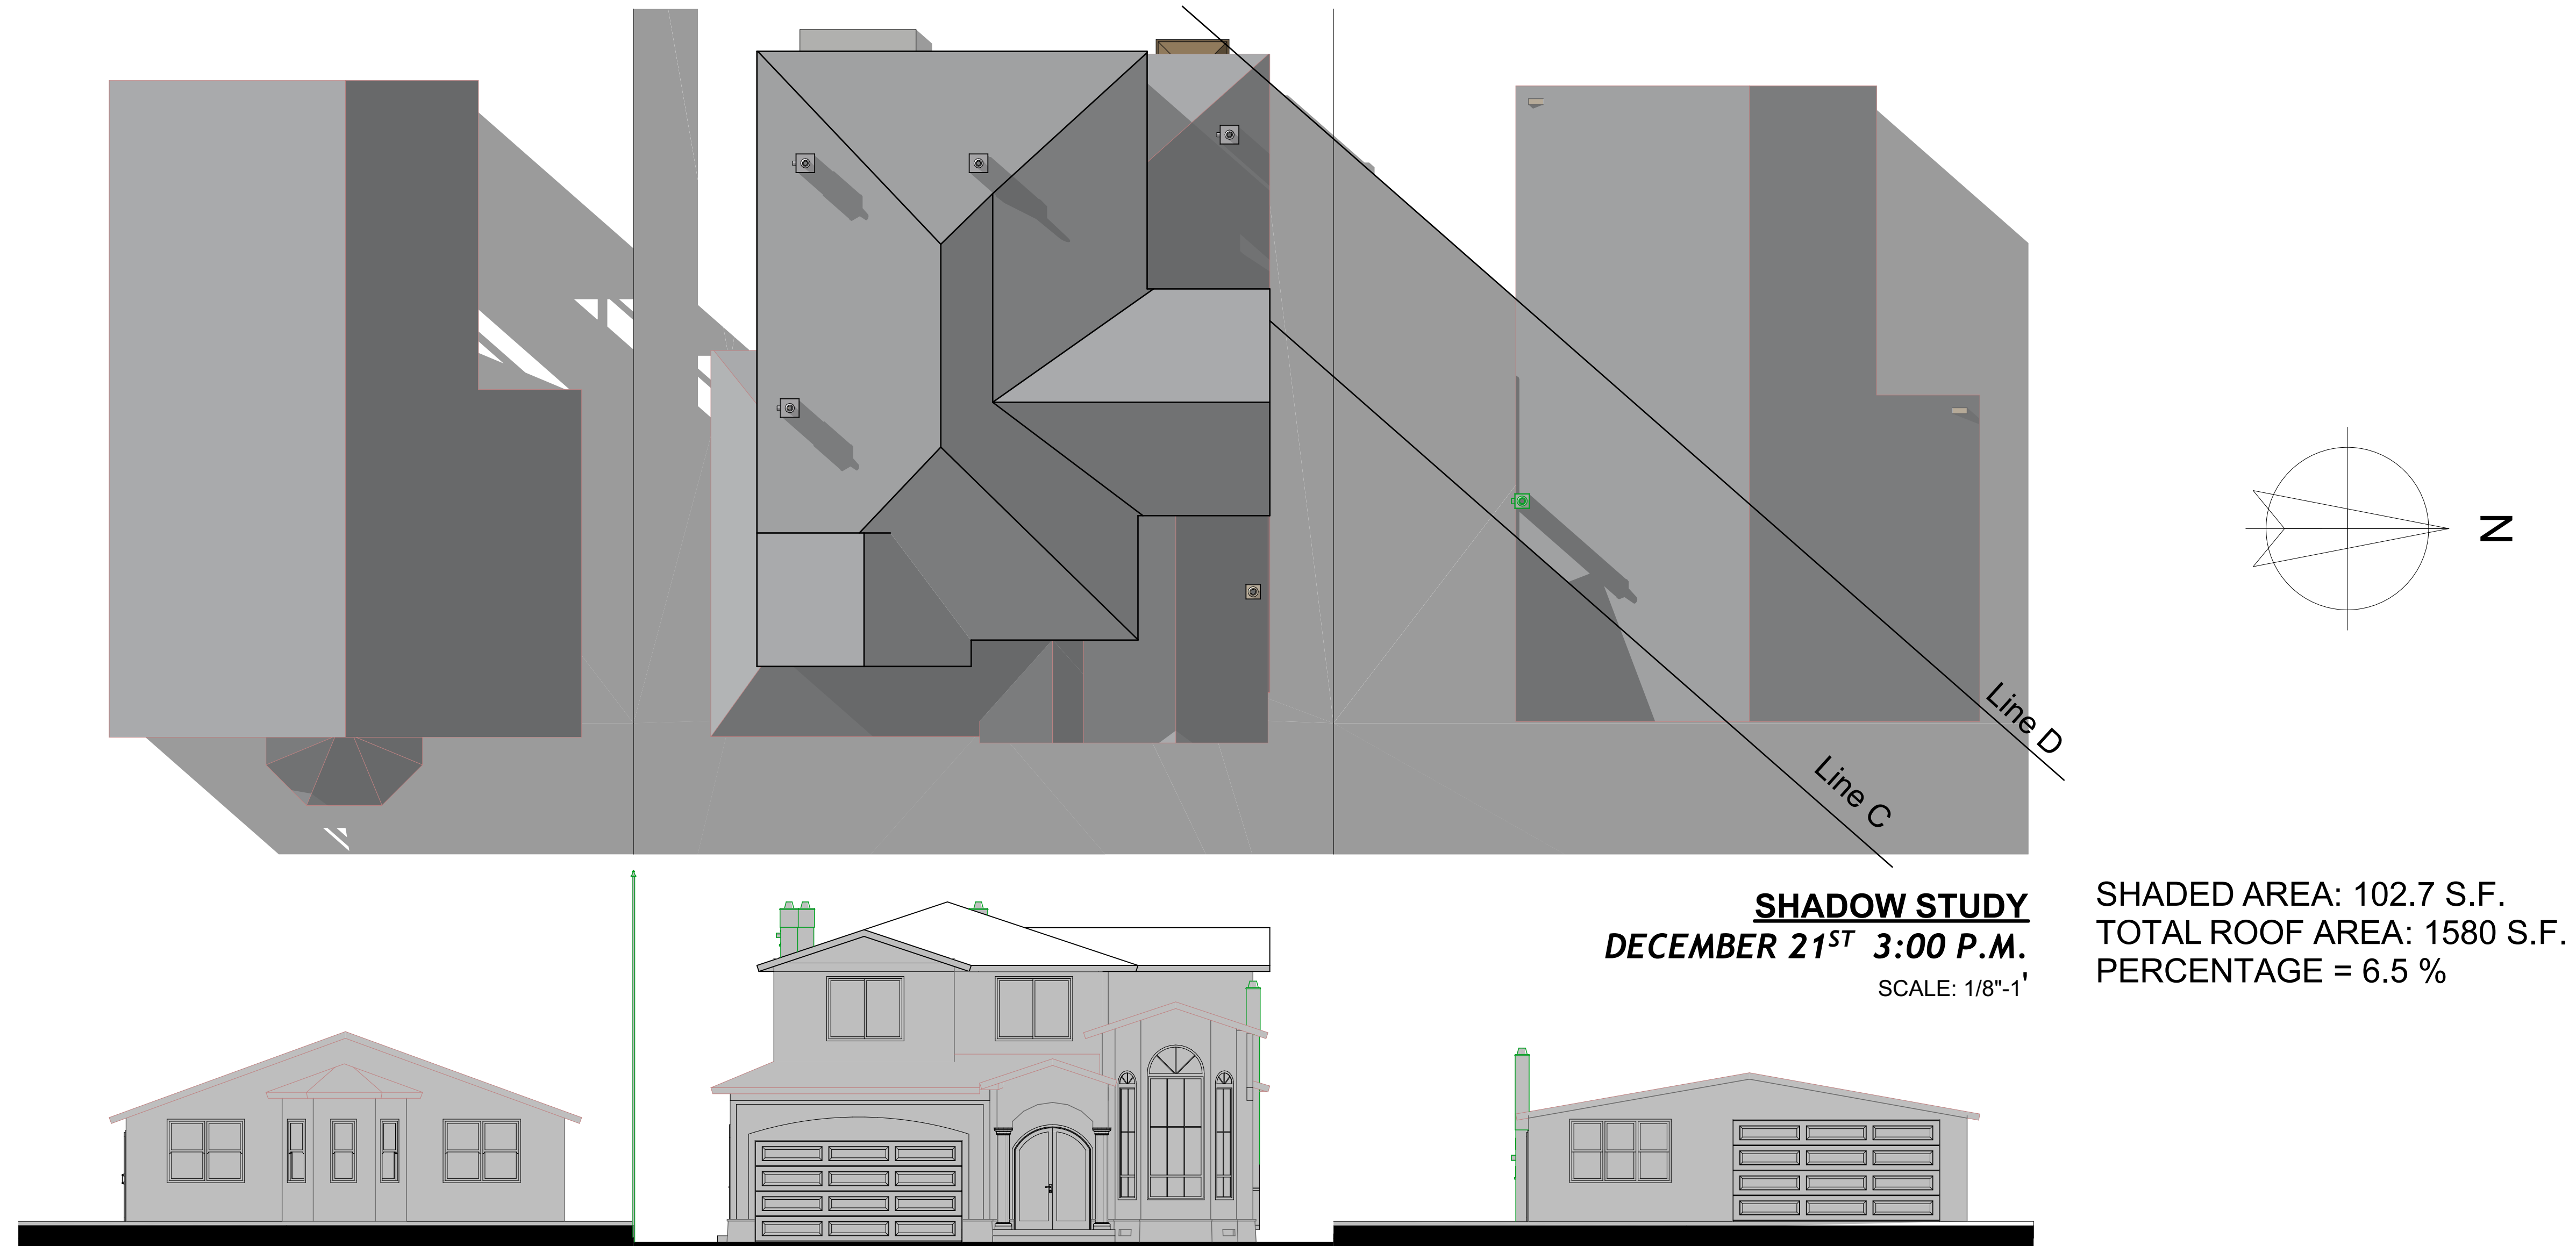 N
Line D
Line C
SHADOW STUDY
DECEMBER 21ST 3:00 P.M.
SCALE: 1/8"-1'
SHADED AREA: 102.7 S.F.
TOTAL ROOF AREA: 1580 S.F.
PERCENTAGE = 6.5 %